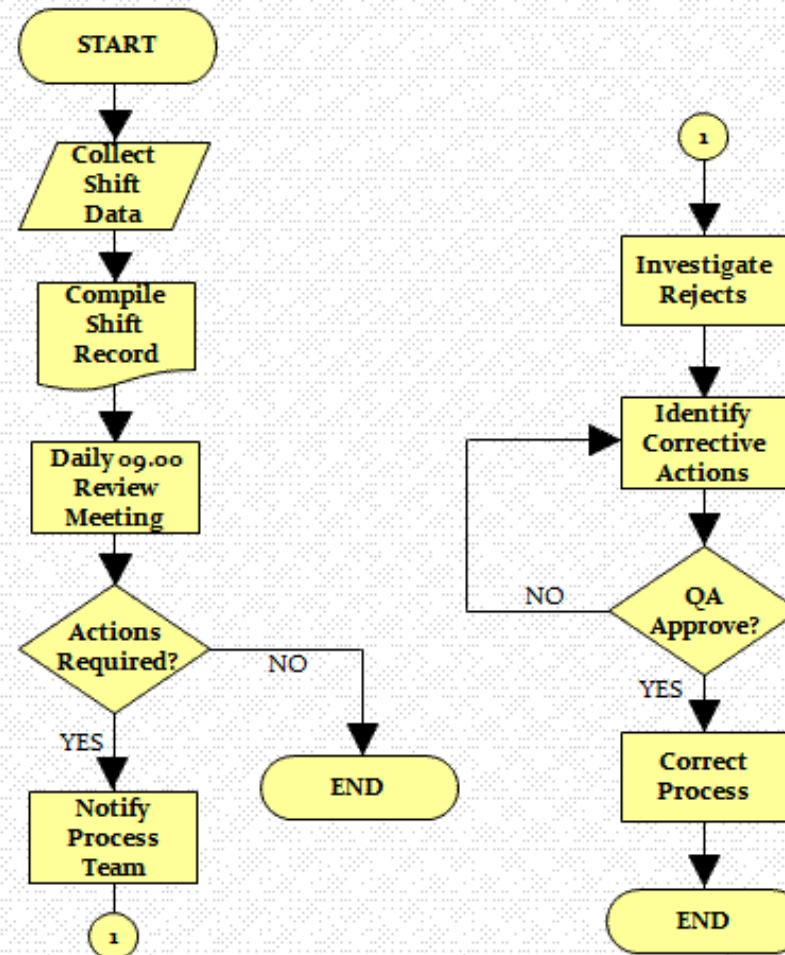 START
Collect
Shift
Data
Compile
Shift
Record
Daily 09.00
Review
Meeting
Actions
Required?
NO
YES
END
Notify
Process
Team
1
1
Investigate
Rejects
Identify
Corrective
Actions
QA
Approve?
NO
YES
Correct
Process
END